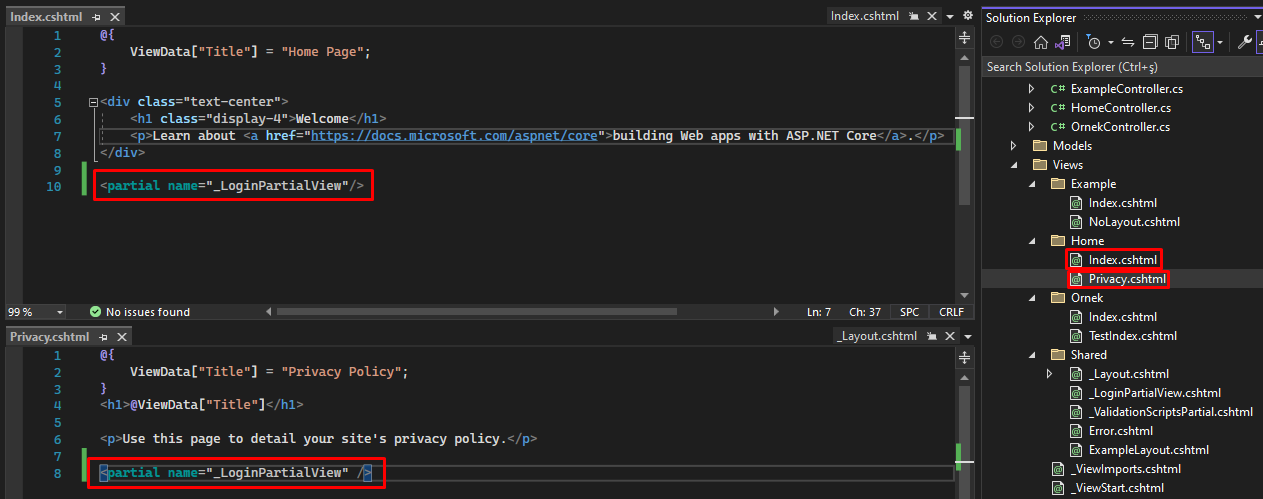 Index.cshtml
Index.cshtml
1 @{
2 ViewData["Title"] = "Home Page";
3 }
4
5 <div class="text-center">
6 <h1 class="display-4">Welcome</h1>
7 <p>Learn about <a href="https://docs.microsoft.com/aspnet/core">building Web apps with ASP.NET Core</a>.</p>
8 </div>
9
10 <partial name="_LoginPartialView"/>
99 % No issues found Ln: 7 Ch: 37 SPC CRLF
Privacy.cshtml
_Layout.cshtml
1 @{
2 ViewData["Title"] = "Privacy Policy";
3 }
4 <h1>@ViewData["Title"]</h1>
5
6 <p>Use this page to detail your site's privacy policy.</p>
7
8 <partial name="_LoginPartialView" />
Solution Explorer
Search Solution Explorer (Ctrl+ş)
C# ExampleController.cs
C# HomeController.cs
C# OrnekController.cs
Models
Views
Example
Index.cshtml
NoLayout.cshtml
Home
Index.cshtml
Privacy.cshtml
Ornek
Index.cshtml
TestIndex.cshtml
Shared
_Layout.cshtml
_LoginPartialView.cshtml
_ValidationScriptsPartial.cshtml
Error.cshtml
ExampleLayout.cshtml
_ViewImports.cshtml
_ViewStart.cshtml